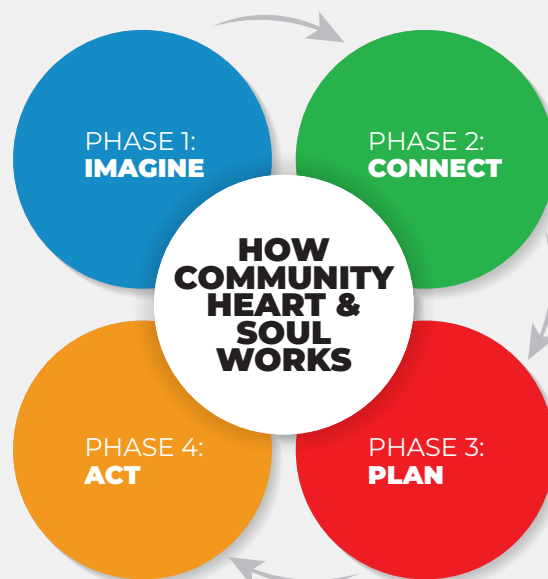 PHASE 1:
IMAGINE
PHASE 2:
CONNECT
HOW
COMMUNITY
HEART &
SOUL
WORKS
PHASE 4:
ACT
PHASE 3:
PLAN